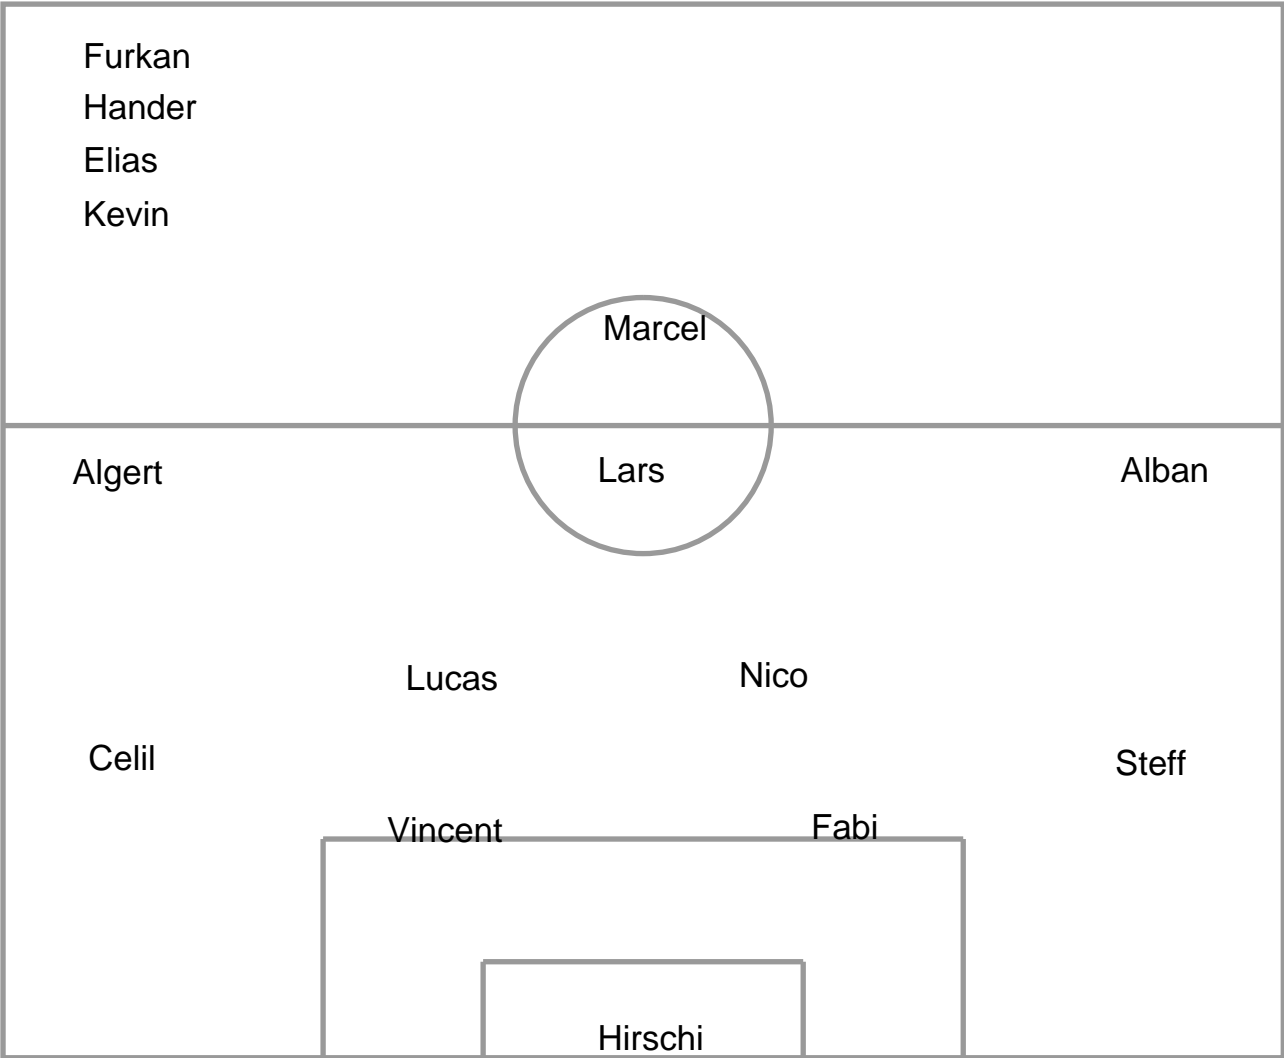 Furkan
Hander
Elias
Kevin
Marcel
Algert Lars Alban
Lucas Nico
Celil Steff
Vincent Fabi
Hirschi